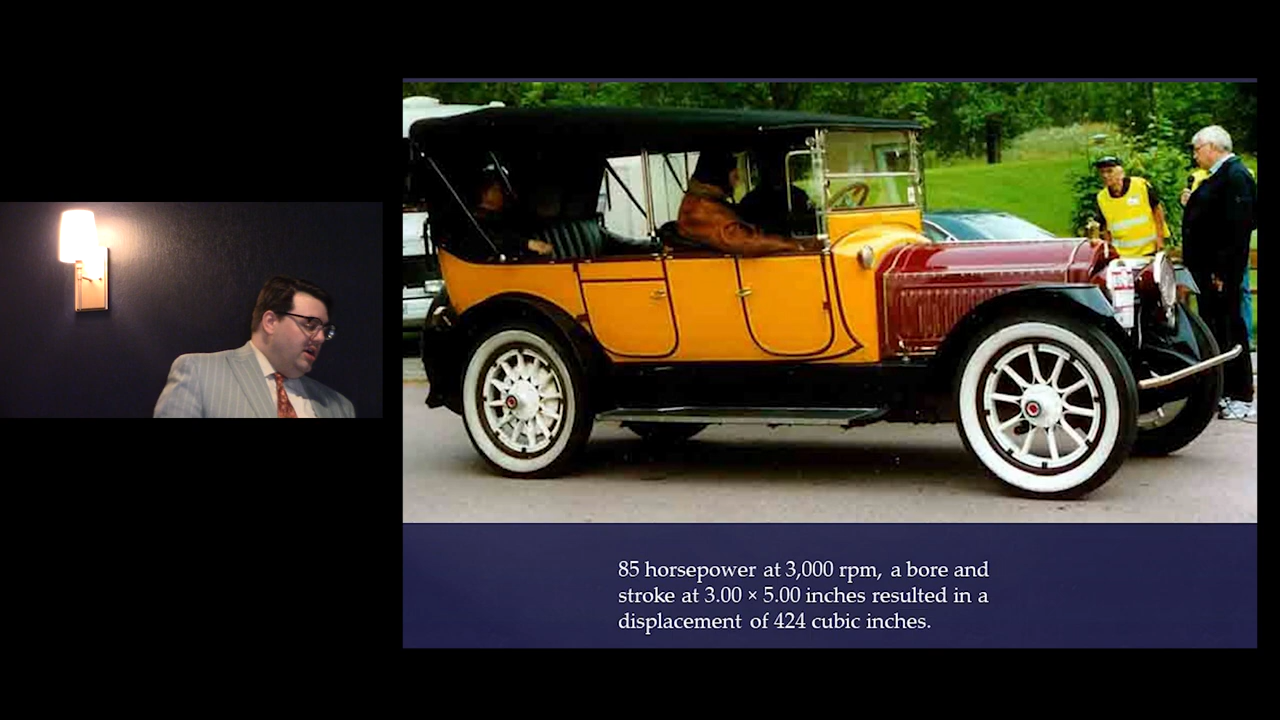 85 horsepower at 3,000 rpm, a bore and
stroke at 3.00 × 5.00 inches resulted in a
displacement of 424 cubic inches.